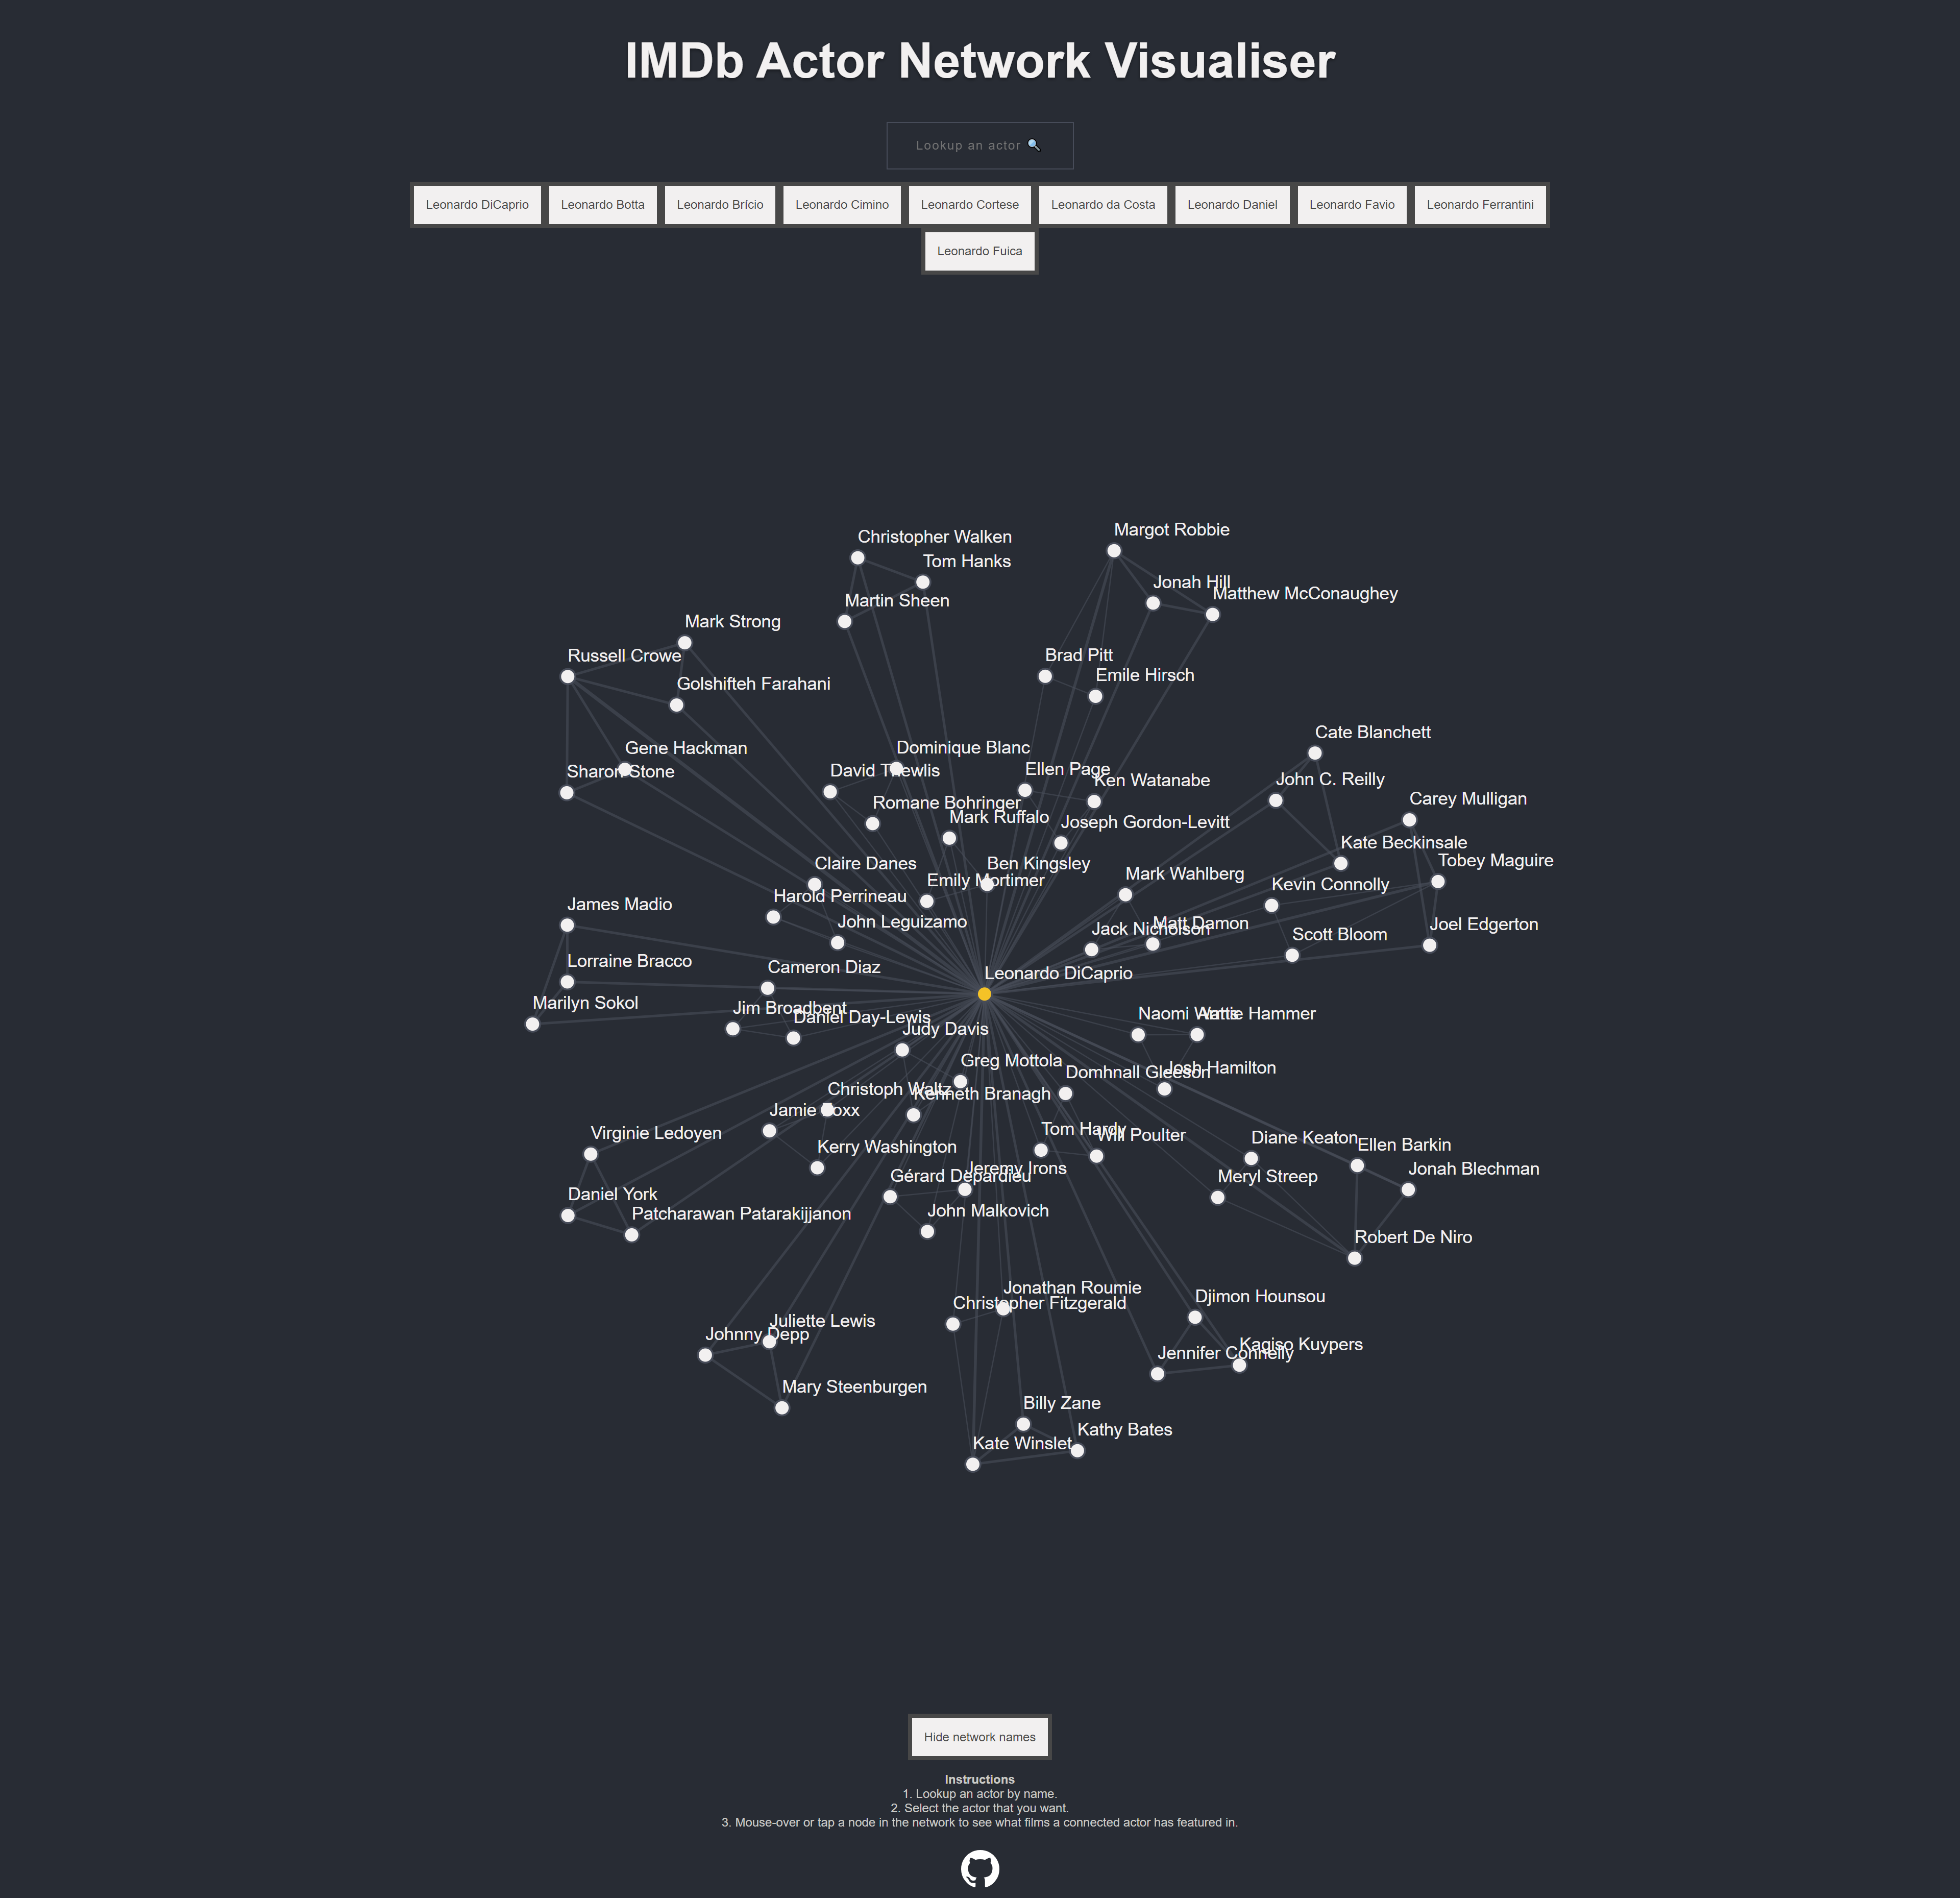 IMDb Actor Network Visualiser
Lookup an actor 🔍
Leonardo DiCaprio
Leonardo Botta
Leonardo Brício
Leonardo Cimino
Leonardo Cortese
Leonardo da Costa
Leonardo Daniel
Leonardo Favio
Leonardo Ferrantini
Leonardo Fuica
Margot Robbie
Christopher Walken
Tom Hanks
Jonah Hill
Matthew McConaughey
Martin Sheen
Mark Strong
Russell Crowe
Brad Pitt
Emile Hirsch
Golshifteh Farahani
Cate Blanchett
Gene Hackman
Dominique Blanc
Sharon Stone
David Thewlis
Ellen Page
Ken Watanabe
John C. Reilly
Carey Mulligan
Romane Bohringer
Mark Ruffalo
Joseph Gordon-Levitt
Kate Beckinsale
Tobey Maguire
Claire Danes
Ben Kingsley
Mark Wahlberg
Emily Mortimer
Kevin Connolly
Harold Perrineau
James Madio
John Leguizamo
Matt Damon
Jack Nicholson
Joel Edgerton
Scott Bloom
Lorraine Bracco
Cameron Diaz
Leonardo DiCaprio
Marilyn Sokol
Jim Broadbent
Daniel Day-Lewis
Naomi Watts
Armie Hammer
Judy Davis
Greg Mottola
Domhnall Gleeson
Josh Hamilton
Christoph Waltz
Kenneth Branagh
Jamie Foxx
Virginie Ledoyen
Tom Hardy
Will Poulter
Diane Keaton
Ellen Barkin
Kerry Washington
Jeremy Irons
Jonah Blechman
Gérard Depardieu
Meryl Streep
Daniel York
Patcharawan Patarakijjanon
John Malkovich
Robert De Niro
Jonathan Roumie
Djimon Hounsou
Christopher Fitzgerald
Juliette Lewis
Johnny Depp
Kagiso Kuypers
Jennifer Connelly
Mary Steenburgen
Billy Zane
Kathy Bates
Kate Winslet
Hide network names
Instructions
1. Lookup an actor by name.
2. Select the actor that you want.
3. Mouse-over or tap a node in the network to see what films a connected actor has featured in.